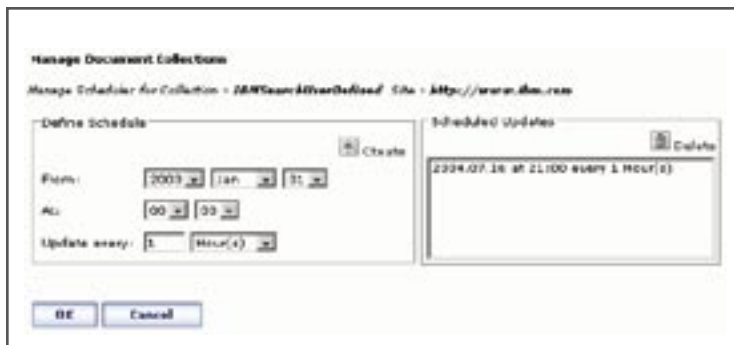 Manage Document Collections
Manage Scheduler for Collection - IBMSearchUserDefined Site - http://www.ibm.com
Define Schedule
Create
From: 2003 Jan 01
At: 00 00
Update every: 1 Hour(s)
Scheduled Updates
Delete
2004.07.16 at 21:00 every 1 Hour(s)
OK Cancel